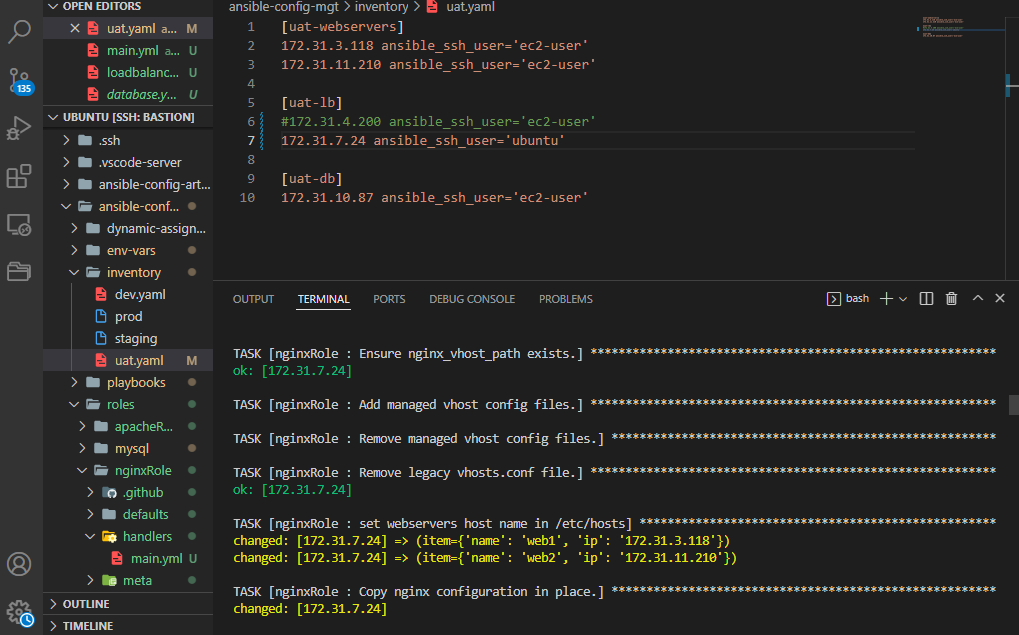 OPEN EDITORS
uat.yaml a... M
main.yml a... U
loadbalanc... U
database.y... U
135
UBUNTU [SSH: BASTION]
.ssh
.vscode-server
ansible-config-art...
ansible-conf...
dynamic-assign...
env-vars
inventory
dev.yaml
prod
staging
uat.yaml M
playbooks
roles
apacheR...
mysql
nginxRole
.github
defaults
handlers
main.yml U
meta
OUTLINE
TIMELINE
ansible-config-mgt > inventory > uat.yaml
1 [uat-webservers]
2 172.31.3.118 ansible_ssh_user='ec2-user'
3 172.31.11.210 ansible_ssh_user='ec2-user'
4
5 [uat-lb]
6 #172.31.4.200 ansible_ssh_user='ec2-user'
7 172.31.7.24 ansible_ssh_user='ubuntu'
8
9 [uat-db]
10 172.31.10.87 ansible_ssh_user='ec2-user'
OUTPUT TERMINAL PORTS DEBUG CONSOLE PROBLEMS bash
TASK [nginxRole : Ensure nginx_vhost_path exists.] **********************************************************
ok: [172.31.7.24]
TASK [nginxRole : Add managed vhost config files.] **********************************************************
TASK [nginxRole : Remove managed vhost config files.] *******************************************************
TASK [nginxRole : Remove legacy vhosts.conf file.] **********************************************************
ok: [172.31.7.24]
TASK [nginxRole : set webservers host name in /etc/hosts] ***************************************************
changed: [172.31.7.24] => (item={'name': 'web1', 'ip': '172.31.3.118'})
changed: [172.31.7.24] => (item={'name': 'web2', 'ip': '172.31.11.210'})
TASK [nginxRole : Copy nginx configuration in place.] *******************************************************
changed: [172.31.7.24]